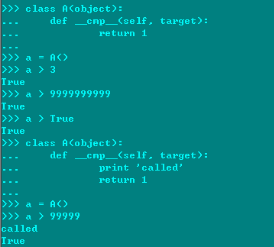 >>> class A(object):
...     def __cmp__(self, target):
...             return 1
...
>>> a = A()
>>> a > 3
True
>>> a > 9999999999
True
>>> a > True
True
>>> class A(object):
...     def __cmp__(self, target):
...             print 'called'
...             return 1
...
>>> a = A()
>>> a > 99999
called
True